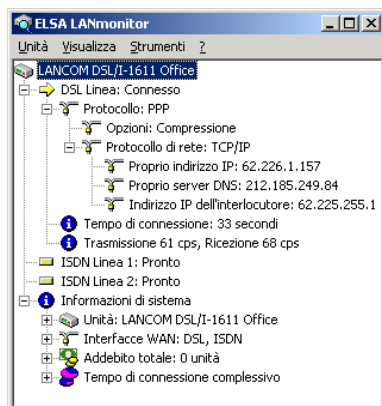 ELSA LANmonitor
Unità Visualizza Strumenti ?
LANCOM DSL/I-1611 Office
DSL Linea: Connesso
Protocollo: PPP
Opzioni: Compressione
Protocollo di rete: TCP/IP
Proprio indirizzo IP: 62.226.1.157
Proprio server DNS: 212.185.249.84
Indirizzo IP dell'interlocutore: 62.225.255.1
Tempo di connessione: 33 secondi
Trasmissione 61 cps, Ricezione 68 cps
ISDN Linea 1: Pronto
ISDN Linea 2: Pronto
Informazioni di sistema
Unità: LANCOM DSL/I-1611 Office
Interfacce WAN: DSL, ISDN
Addebito totale: 0 unità
Tempo di connessione complessivo